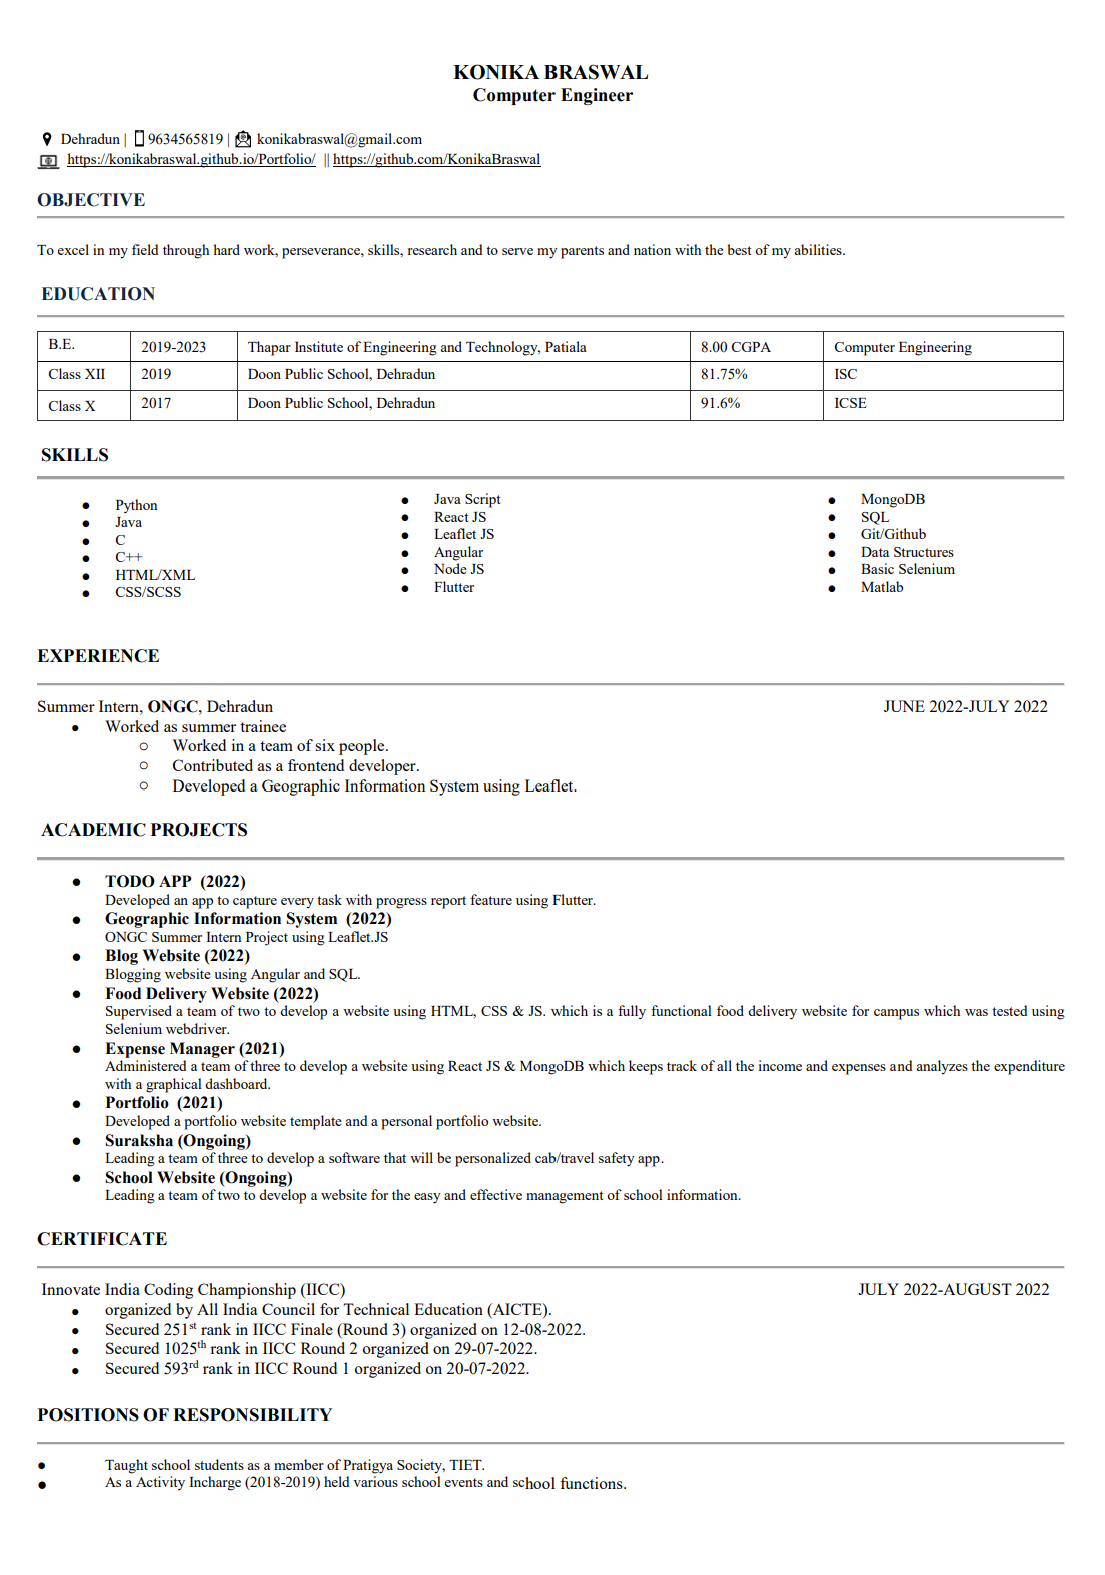 KONIKA BRASWAL
Computer Engineer
Dehradun | 9634565819 | konikabraswal@gmail.com
https://konikabraswal.github.io/Portfolio/ || https://github.com/KonikaBraswal
OBJECTIVE
To excel in my field through hard work, perseverance, skills, research and to serve my parents and nation with the best of my abilities.
EDUCATION
B.E. 2019-2023 Thapar Institute of Engineering and Technology, Patiala 8.00 CGPA Computer Engineering
Class XII 2019 Doon Public School, Dehradun 81.75% ISC
Class X 2017 Doon Public School, Dehradun 91.6% ICSE
SKILLS
● Python
● Java
● C
● C++
● HTML/XML
● CSS/SCSS
● Java Script
● React JS
● Leaflet JS
● Angular
● Node JS
● Flutter
● MongoDB
● SQL
● Git/Github
● Data Structures
● Basic Selenium
● Matlab
EXPERIENCE
Summer Intern, ONGC, Dehradun JUNE 2022-JULY 2022
● Worked as summer trainee
○ Worked in a team of six people.
○ Contributed as a frontend developer.
○ Developed a Geographic Information System using Leaflet.
ACADEMIC PROJECTS
● TODO APP (2022)
Developed an app to capture every task with progress report feature using Flutter.
● Geographic Information System (2022)
ONGC Summer Intern Project using Leaflet.JS
● Blog Website (2022)
Blogging website using Angular and SQL.
● Food Delivery Website (2022)
Supervised a team of two to develop a website using HTML, CSS & JS. which is a fully functional food delivery website for campus which was tested using
Selenium webdriver.
● Expense Manager (2021)
Administered a team of three to develop a website using React JS & MongoDB which keeps track of all the income and expenses and analyzes the expenditure
with a graphical dashboard.
● Portfolio (2021)
Developed a portfolio website template and a personal portfolio website.
● Suraksha (Ongoing)
Leading a team of three to develop a software that will be personalized cab/travel safety app.
● School Website (Ongoing)
Leading a team of two to develop a website for the easy and effective management of school information.
CERTIFICATE
Innovate India Coding Championship (IICC) JULY 2022-AUGUST 2022
● organized by All India Council for Technical Education (AICTE).
● Secured 251st rank in IICC Finale (Round 3) organized on 12-08-2022.
● Secured 1025th rank in IICC Round 2 organized on 29-07-2022.
● Secured 593rd rank in IICC Round 1 organized on 20-07-2022.
POSITIONS OF RESPONSIBILITY
● Taught school students as a member of Pratigya Society, TIET.
● As a Activity Incharge (2018-2019) held various school events and school functions.